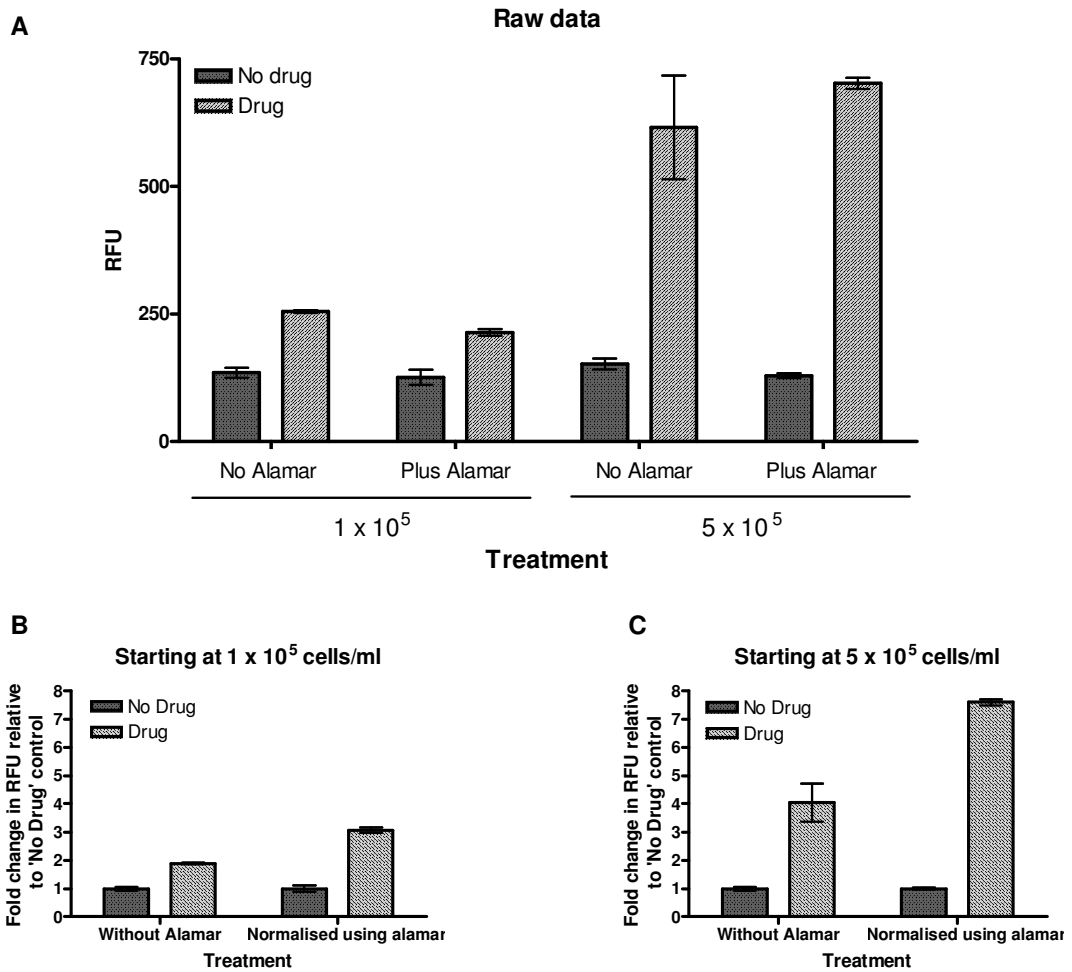 A
Raw data
750
500
250
0
RFU
No drug
Drug
No Alamar
Plus Alamar
No Alamar
Plus Alamar
1 x 10^5
5 x 10^5
Treatment
B
Starting at 1 x 10^5 cells/ml
8
7
6
5
4
3
2
1
0
Fold change in RFU relative
to 'No Drug' control
No Drug
Drug
Without Alamar
Normalised using alamar
Treatment
C
Starting at 5 x 10^5 cells/ml
8
7
6
5
4
3
2
1
0
Fold change in RFU relative
to 'No Drug' control
No Drug
Drug
Without Alamar
Normalised using alamar
Treatment